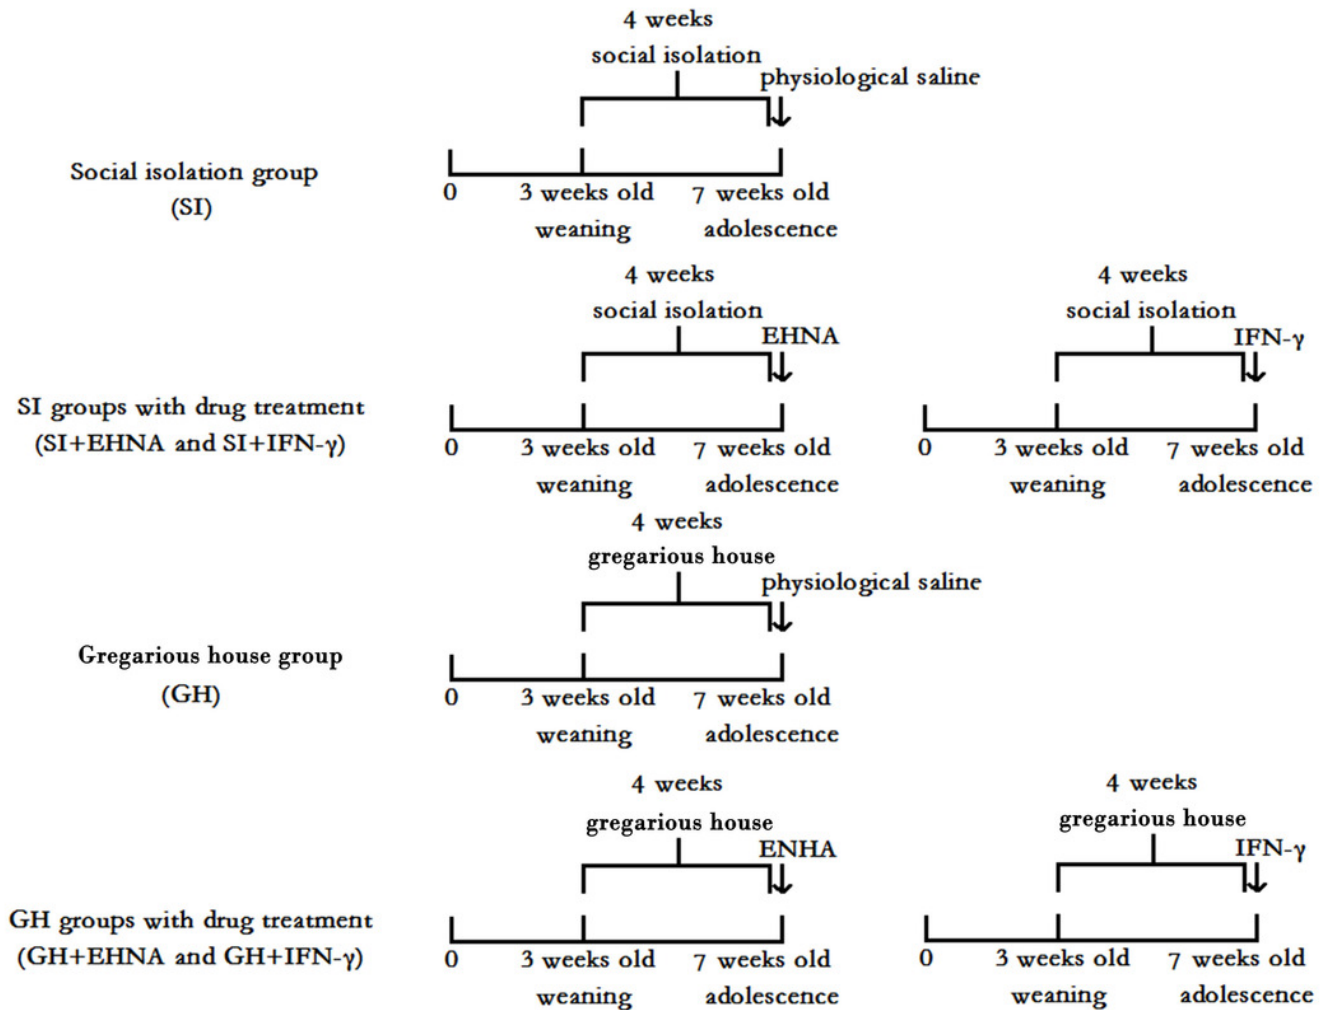 4 weeks
social isolation
physiological saline
Social isolation group
(SI)
0
3 weeks old
7 weeks old
weaning
adolescence
4 weeks
4 weeks
social isolation
social isolation
EHNA
IFN-γ
SI groups with drug treatment
(SI+EHNA and SI+IFN-γ)
0
3 weeks old
7 weeks old
0
3 weeks old
7 weeks old
weaning
adolescence
weaning
adolescence
4 weeks
gregarious house
physiological saline
Gregarious house group
(GH)
0
3 weeks old
7 weeks old
weaning
adolescence
4 weeks
4 weeks
gregarious house
gregarious house
ENHA
IFN-γ
GH groups with drug treatment
(GH+EHNA and GH+IFN-γ)
0
3 weeks old
7 weeks old
0
3 weeks old
7 weeks old
weaning
adolescence
weaning
adolescence